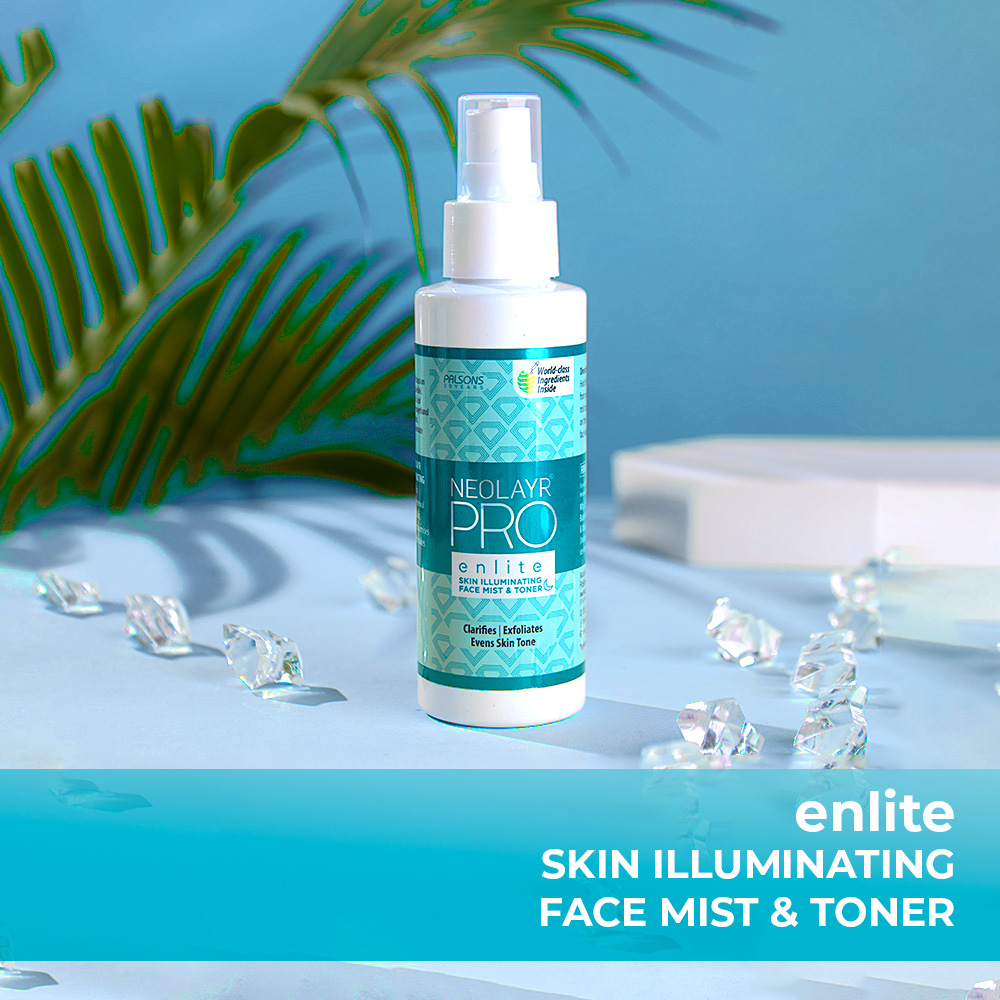 PALSONS
World-class
Ingredients
Inside
NEOLAYR®
PRO
enlite
SKIN ILLUMINATING
FACE MIST & TONER
Clarifies | Exfoliates
Evens Skin Tone
enlite
SKIN ILLUMINATING
FACE MIST & TONER